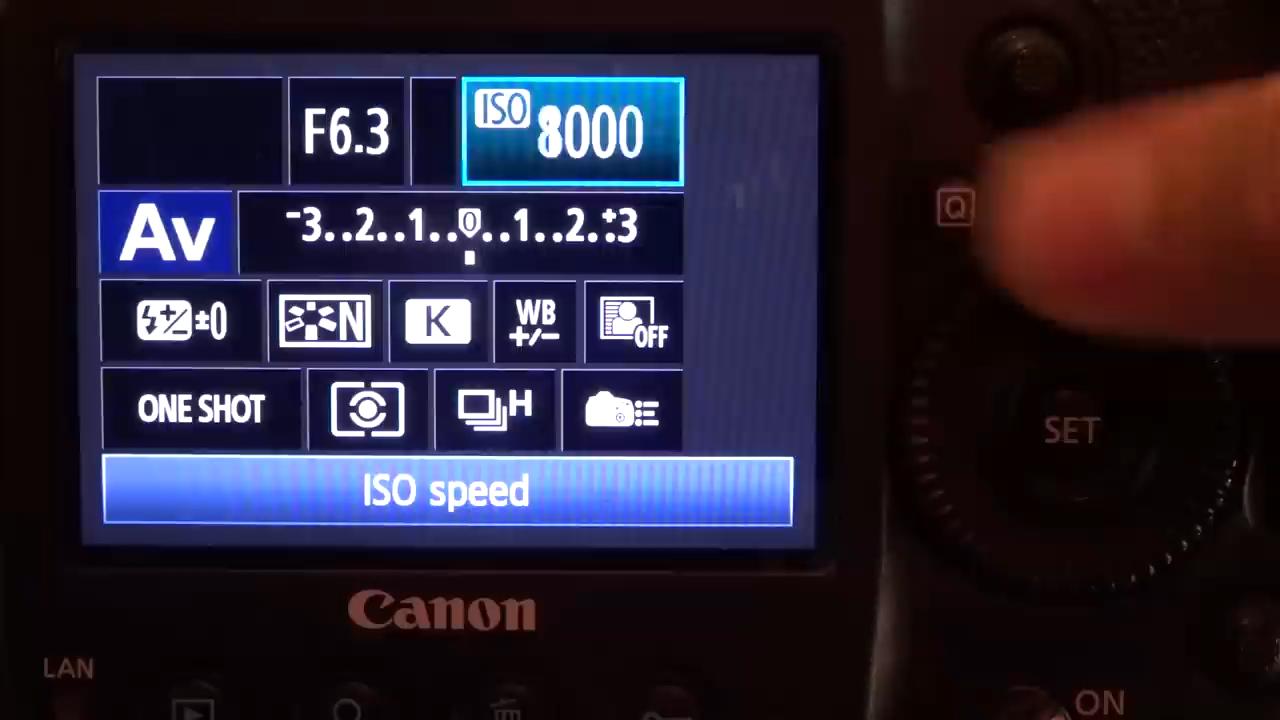 F6.3 ISO 8000
Av -3..2..1..0..1..2..+3
±0 N K WB +/- OFF
ONE SHOT H
ISO speed
Q
SET
Canon
LAN
ON